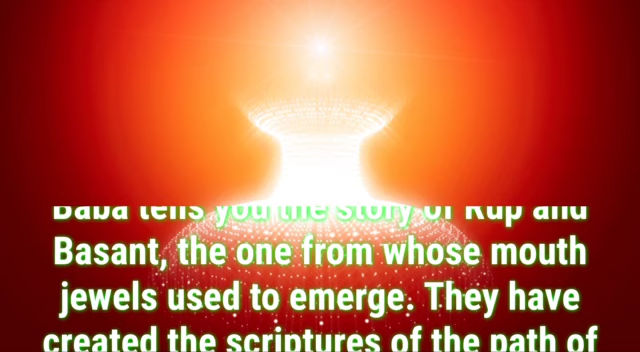 Baba tells you the story of Rup and
Basant, the one from whose mouth
jewels used to emerge. They have
created the scriptures of the path of